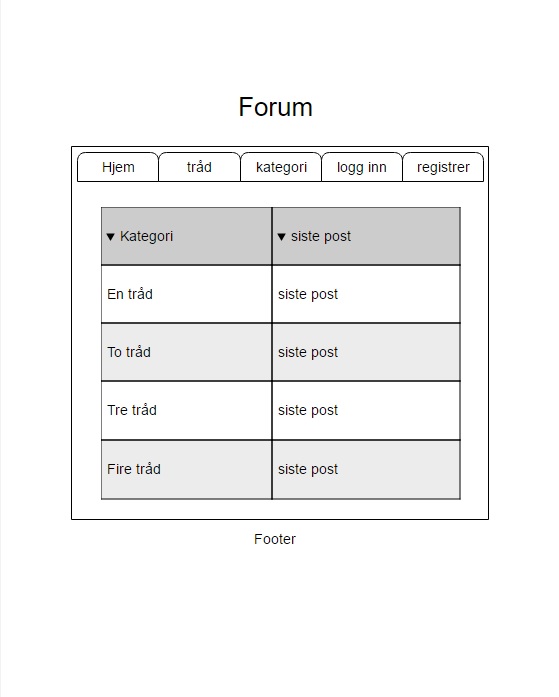 Forum
Hjem tråd kategori logg inn registrer
▼ Kategori ▼ siste post
En tråd siste post
To tråd siste post
Tre tråd siste post
Fire tråd siste post
Footer